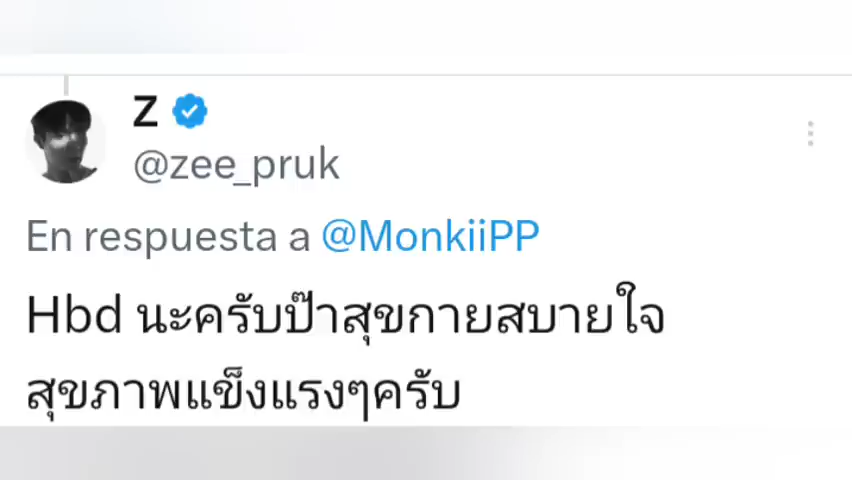 Z
@zee_pruk
En respuesta a @MonkiiPP
Hbd นะครับป๊าสุขกายสบายใจ
สุขภาพแข็งแรงๆครับ